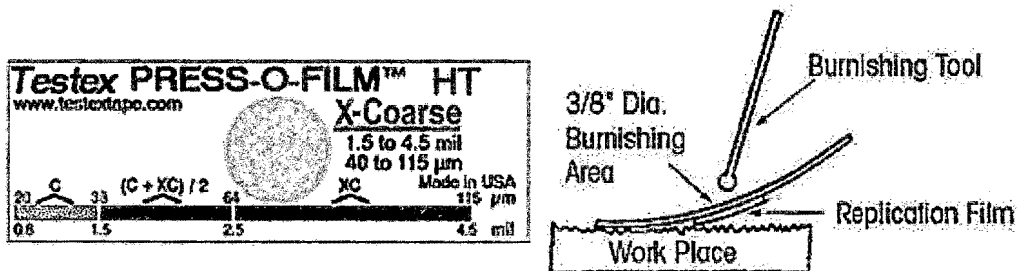 Testex PRESS-O-FILM™ HT
www.testextape.com
X-Coarse
1.5 to 4.5 mil
40 to 115 µm
Made in USA
C (C + XC) / 2 XC
20 38 64 115 µm
0.8 1.5 2.5 4.5 mil
Burnishing Tool
3/8" Dia.
Burnishing
Area
Replication Film
Work Place